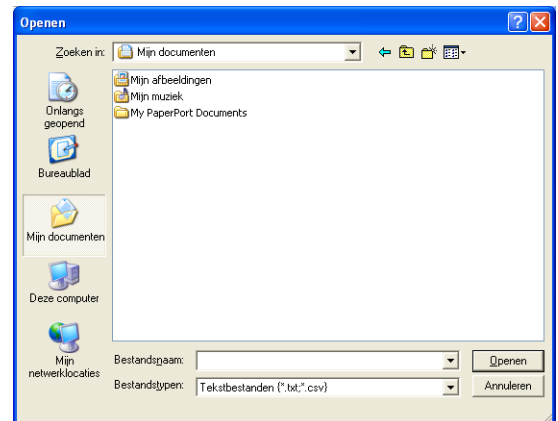 Openen
Zoeken in:
Mijn documenten
Mijn afbeeldingen
Mijn muziek
My PaperPort Documents
Onlangs
geopend
Bureaublad
Mijn documenten
Deze computer
Mijn
netwerklocaties
Bestandsnaam:
Openen
Bestandstypen:
Tekstbestanden {*.txt;*.csv}
Annuleren